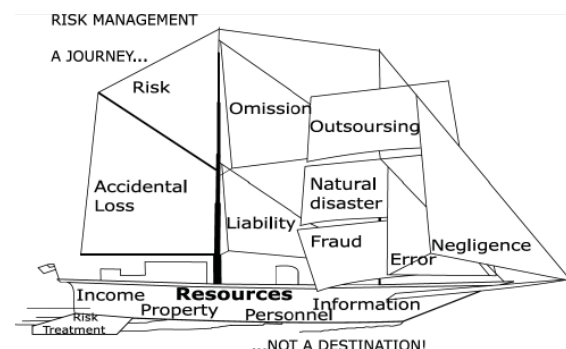 RISK MANAGEMENT
A JOURNEY...
Risk
Omission
Outsoursing
Accidental
Loss
Natural
disaster
Liability
Fraud
Error
Negligence
Income
Resources
Information
Property
Personnel
Risk
Treatment
...NOT A DESTINATION!